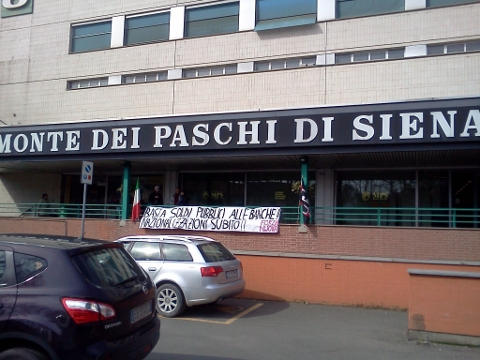 MONTE DEI PASCHI DI SIENA
BASTA SOLDI PUBBLICI ALLE BANCHE!
NAZIONALIZZAZIONI SUBITO!